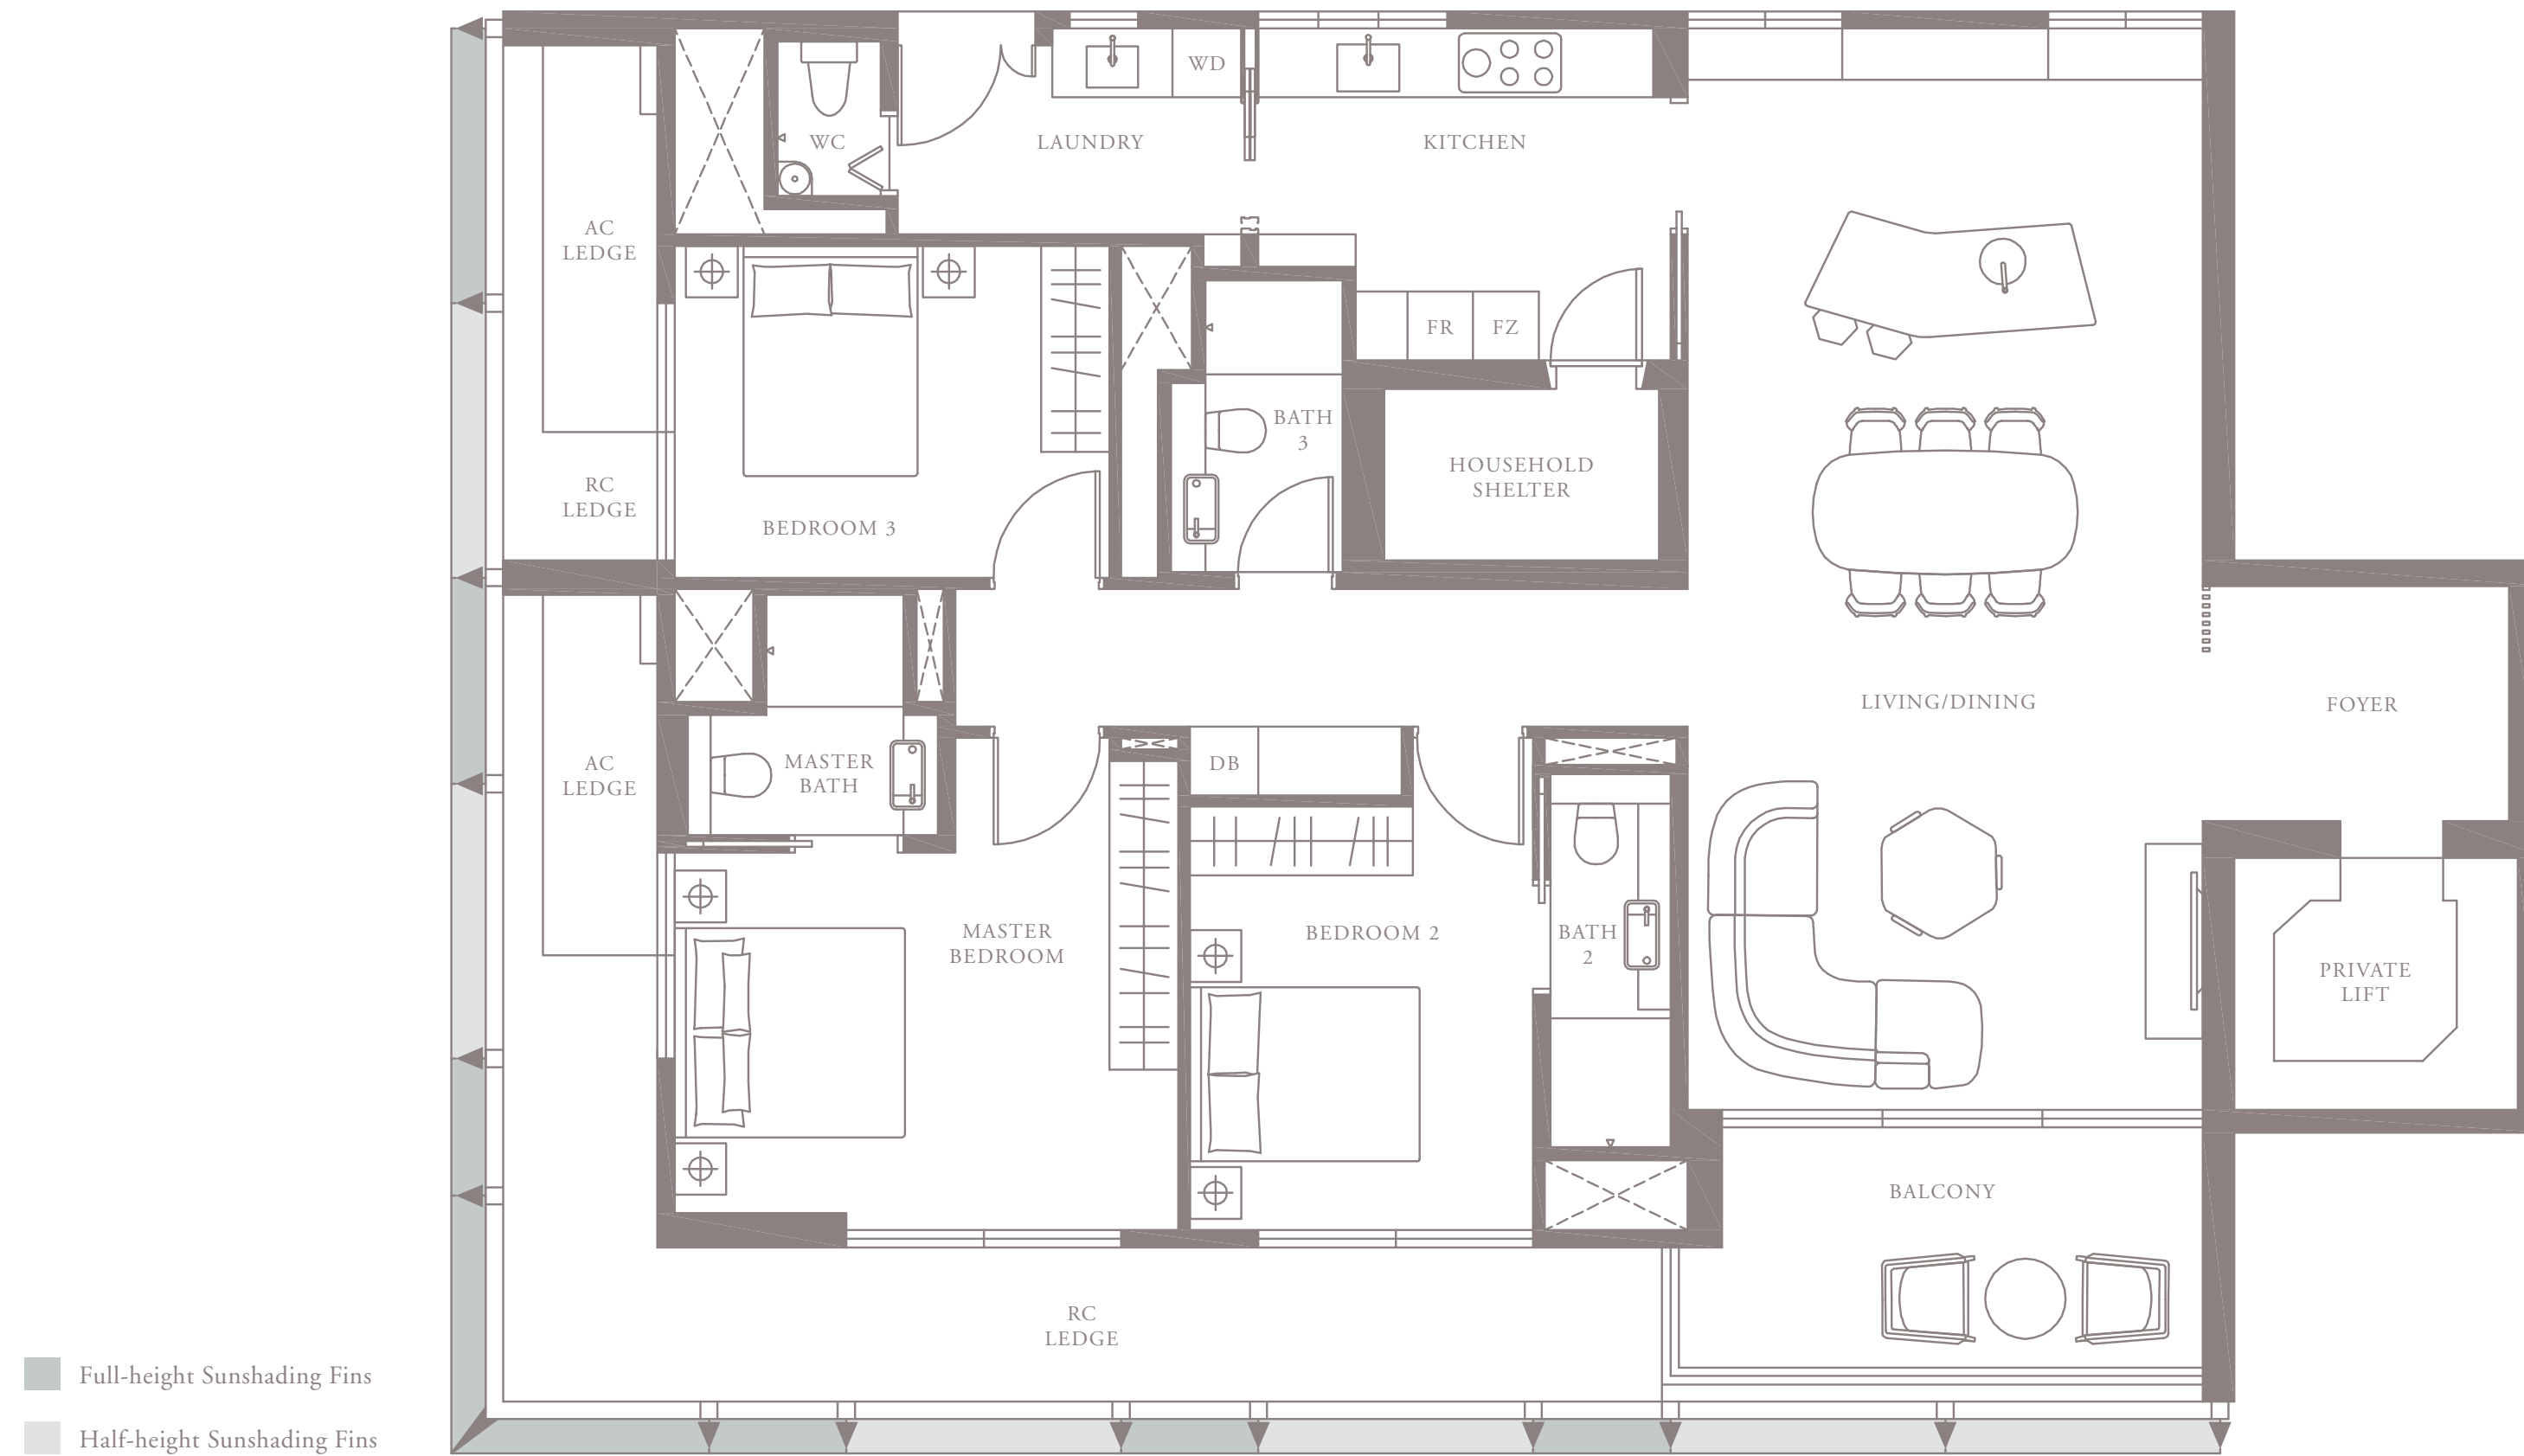 WD
WC
LAUNDRY
KITCHEN
AC
LEDGE
FR
FZ
BATH
3
HOUSEHOLD
SHELTER
RC
LEDGE
BEDROOM 3
LIVING/DINING
FOYER
AC
LEDGE
MASTER
BATH
DB
MASTER
BEDROOM
BEDROOM 2
BATH
2
PRIVATE
LIFT
BALCONY
RC
LEDGE
Full-height Sunshading Fins
Half-height Sunshading Fins